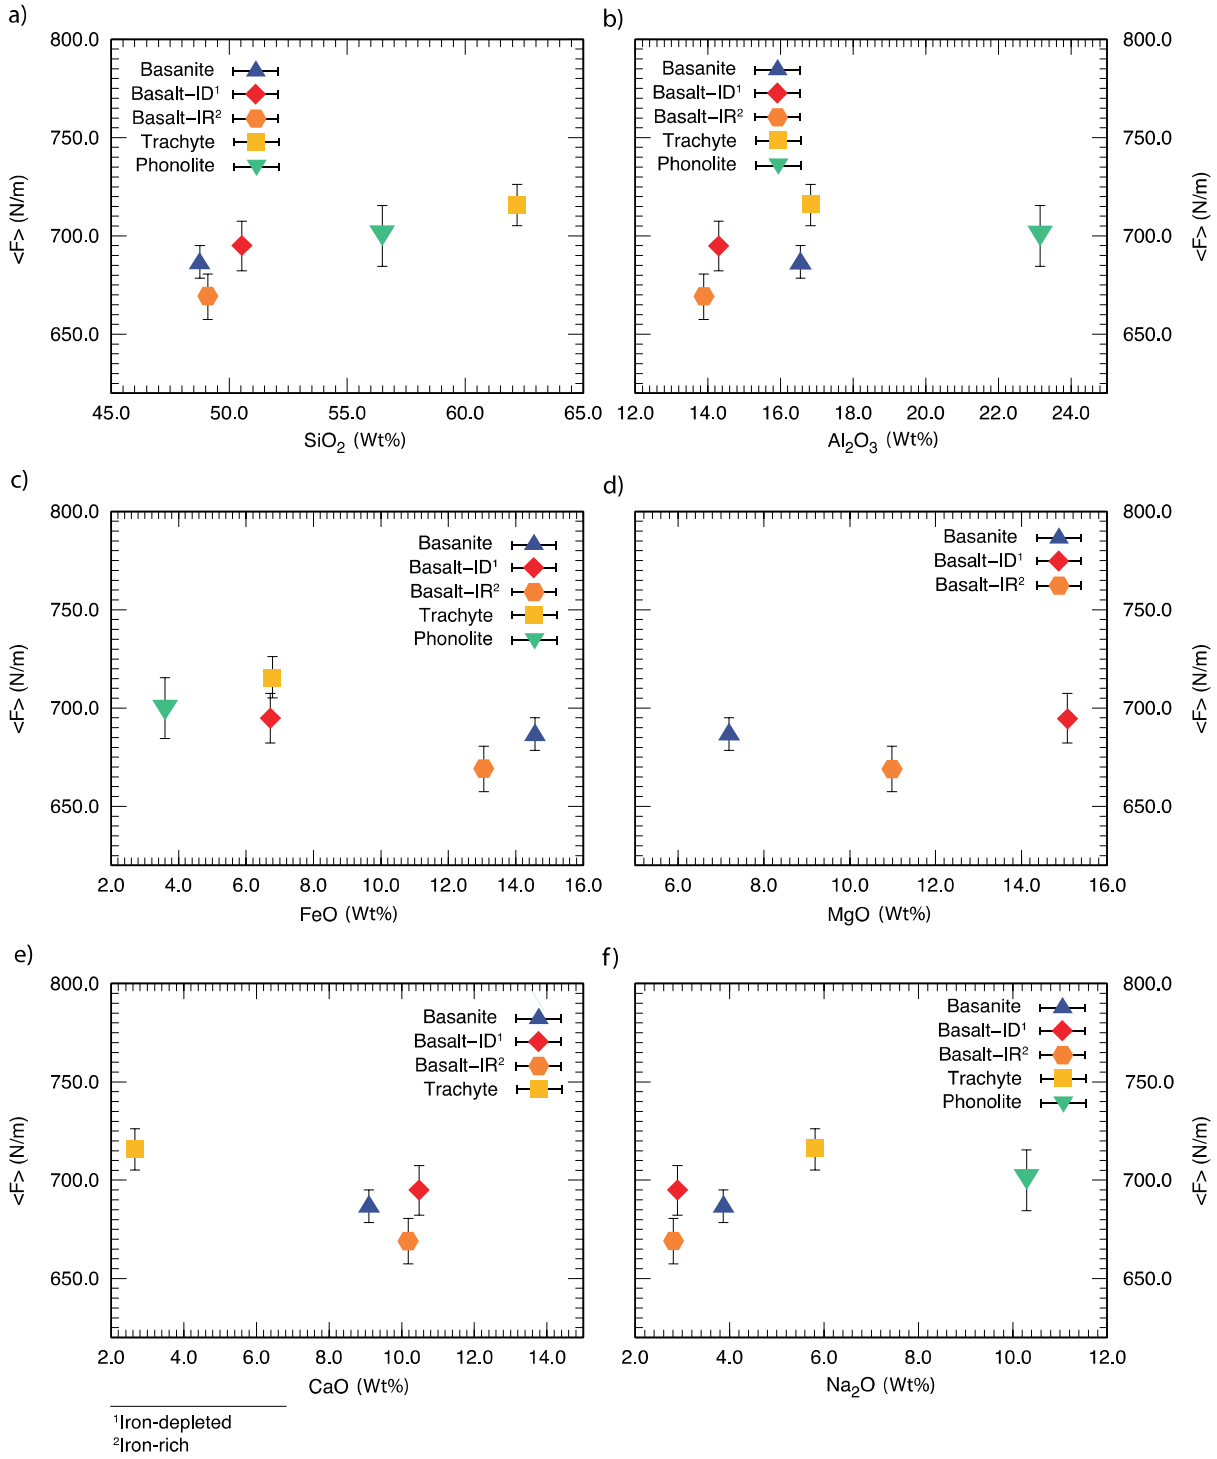 a)
800.0
750.0
700.0
650.0
<F> (N/m)
Basanite
Basalt–ID¹
Basalt–IR²
Trachyte
Phonolite
45.0 50.0 55.0 60.0 65.0
SiO₂ (Wt%)
b)
800.0
750.0
700.0
650.0
<F> (N/m)
Basanite
Basalt–ID¹
Basalt–IR²
Trachyte
Phonolite
12.0 14.0 16.0 18.0 20.0 22.0 24.0
Al₂O₃ (Wt%)
c)
800.0
750.0
700.0
650.0
<F> (N/m)
Basanite
Basalt–ID¹
Basalt–IR²
Trachyte
Phonolite
2.0 4.0 6.0 8.0 10.0 12.0 14.0 16.0
FeO (Wt%)
d)
800.0
750.0
700.0
650.0
<F> (N/m)
Basanite
Basalt–ID¹
Basalt–IR²
6.0 8.0 10.0 12.0 14.0 16.0
MgO (Wt%)
e)
800.0
750.0
700.0
650.0
<F> (N/m)
Basanite
Basalt–ID¹
Basalt–IR²
Trachyte
2.0 4.0 6.0 8.0 10.0 12.0 14.0
CaO (Wt%)
f)
800.0
750.0
700.0
650.0
<F> (N/m)
Basanite
Basalt–ID¹
Basalt–IR²
Trachyte
Phonolite
2.0 4.0 6.0 8.0 10.0 12.0
Na₂O (Wt%)
¹Iron-depleted
²Iron-rich